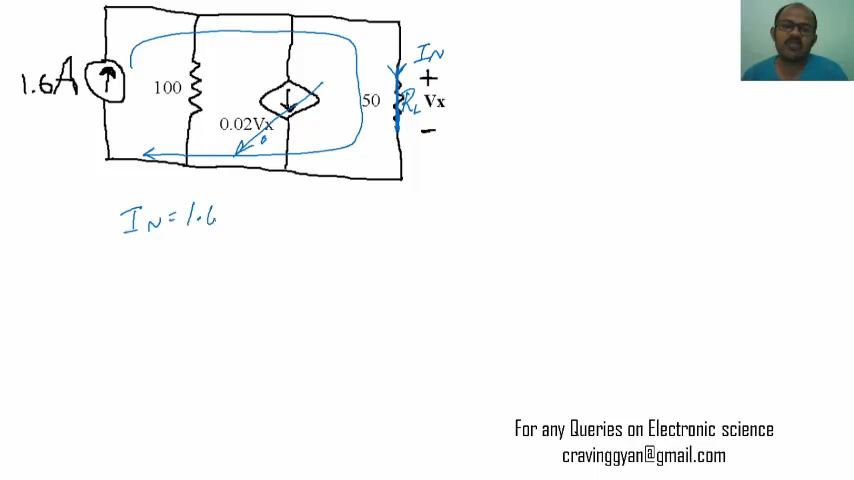 IN
1.6A
100
0.02Vx
0
50
RL
+
Vx
-
IN = 1.6
For any Queries on Electronic science
cravinggyan@gmail.com